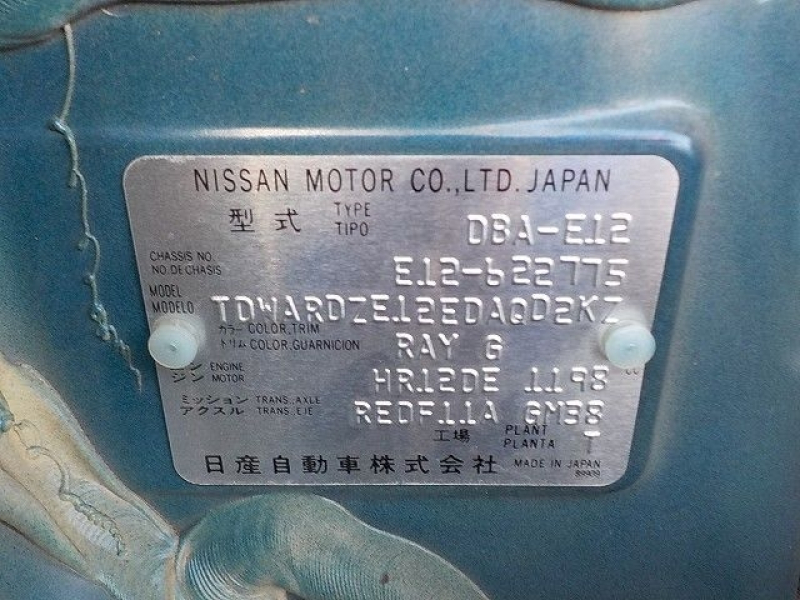 NISSAN MOTOR CO.,LTD. JAPAN
型式 TYPE TIPO DBA-E12
CHASSIS NO.
NO.DE CHASIS E12-622775
MODEL
MODELO TDWARDZE12EDAQD2KZ
カラー COLOR,TRIM
トリム COLOR,GUARNICION RAY G
ン ENGINE
ジン MOTOR HR12DE 1198 cc
ミッション TRANS.,AXLE
アクスル TRANS.,EJE RE0F11A GM38
工場 PLANT PLANTA T
日産自動車株式会社 MADE IN JAPAN
89909